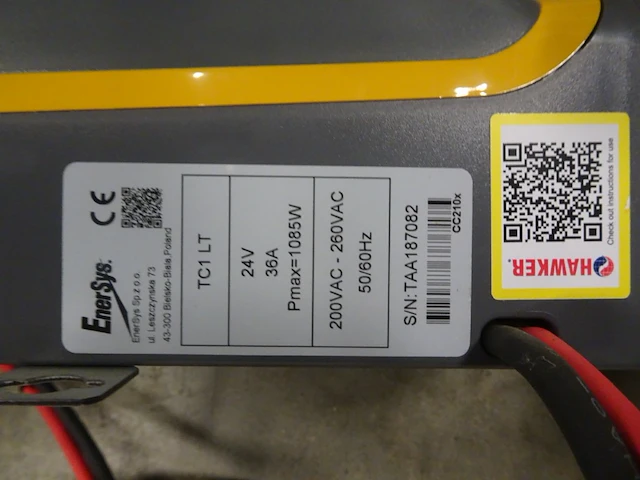 EnerSys.
EnerSys Sp.z o.o.
ul. Leszczyńska 73
43-300 Bielsko-Biała,Poland
CE
TC1 LT
24V
36A
Pmax=1085W
200VAC - 260VAC
50/60Hz
S/N:TAA187082
CC210x
HAWKER.
Check out instructions for use